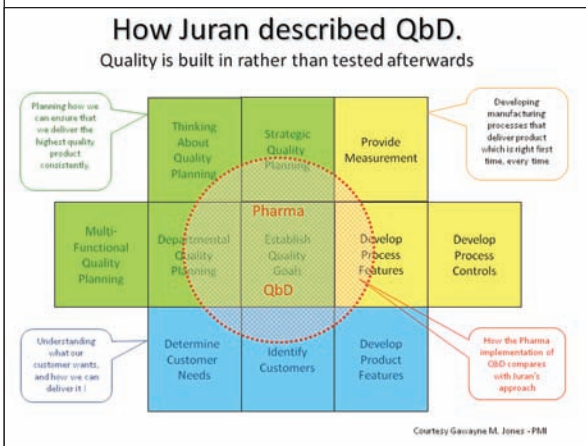 How Juran described QbD.
Quality is built in rather than tested afterwards
Planning how we
can ensure that
we deliver the
highest quality
product
consistently.
Thinking
About
Quality
Planning
Strategic
Quality
Planning
Provide
Measurement
Developing
manufacturing
processes that
deliver product
which is right first
time, every time
Multi-
Functional
Quality
Planning
Departmental
Quality
Planning
Pharma
Establish
Quality
Goals
QbD
Develop
Process
Features
Develop
Process
Controls
Understanding
what our
customer wants,
and how we can
deliver it !
Determine
Customer
Needs
Identify
Customers
Develop
Product
Features
How the Pharma
implementation of
QBD compares
with Juran's
approach
Courtesy Gawayne M. Jones - PMI